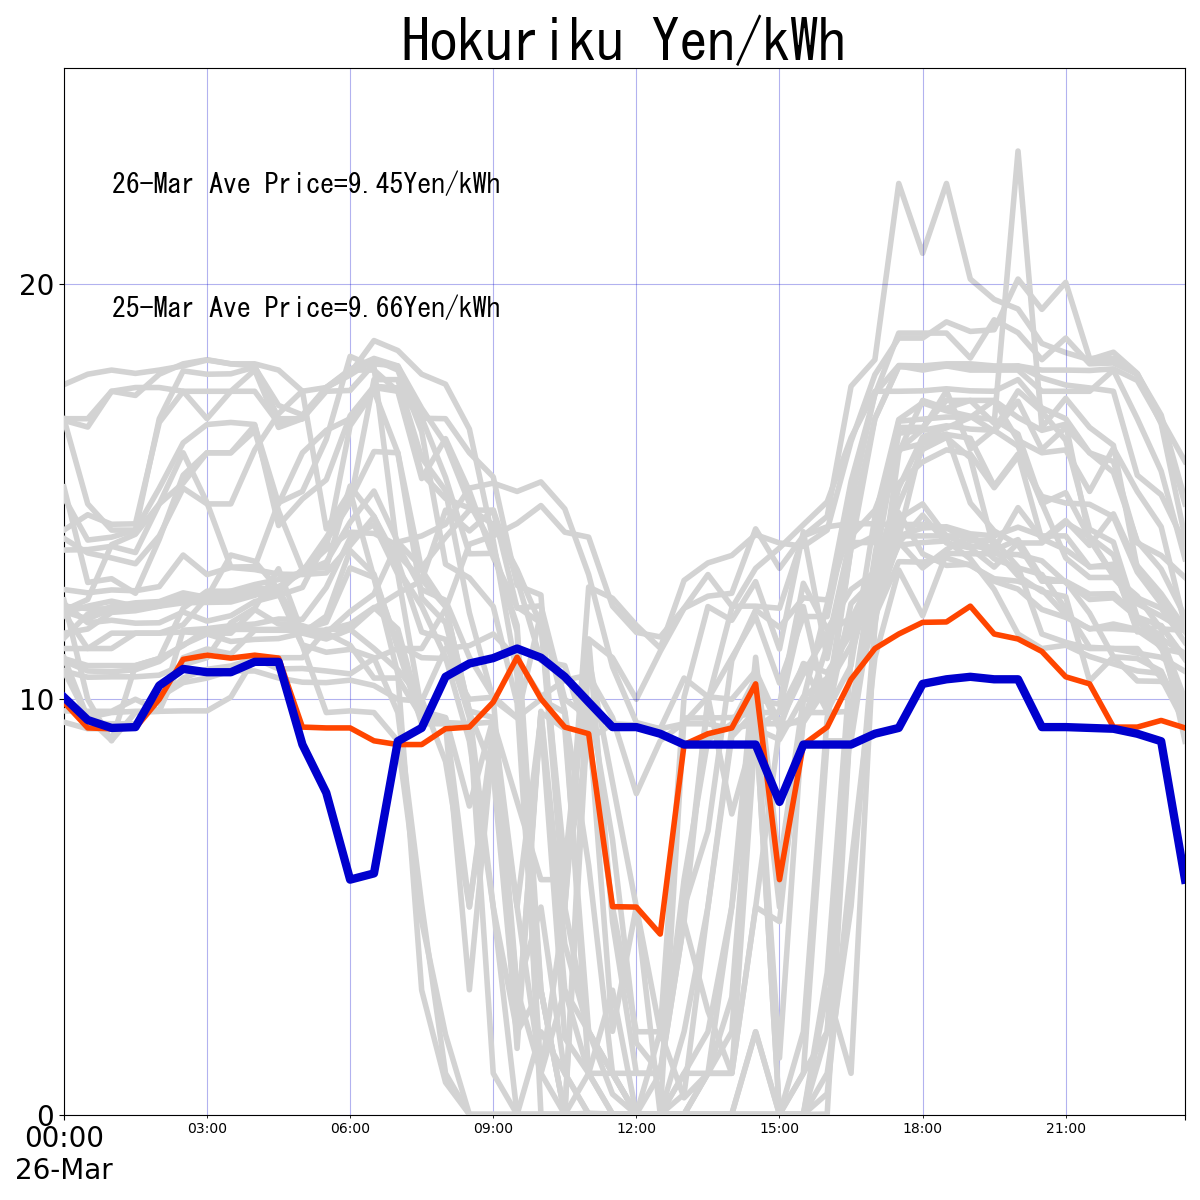 Hokuriku Yen/kWh
26-Mar Ave Price=9.45Yen/kWh
20
25-Mar Ave Price=9.66Yen/kWh
10
0
00:00 03:00 06:00 09:00 12:00 15:00 18:00 21:00
26-Mar